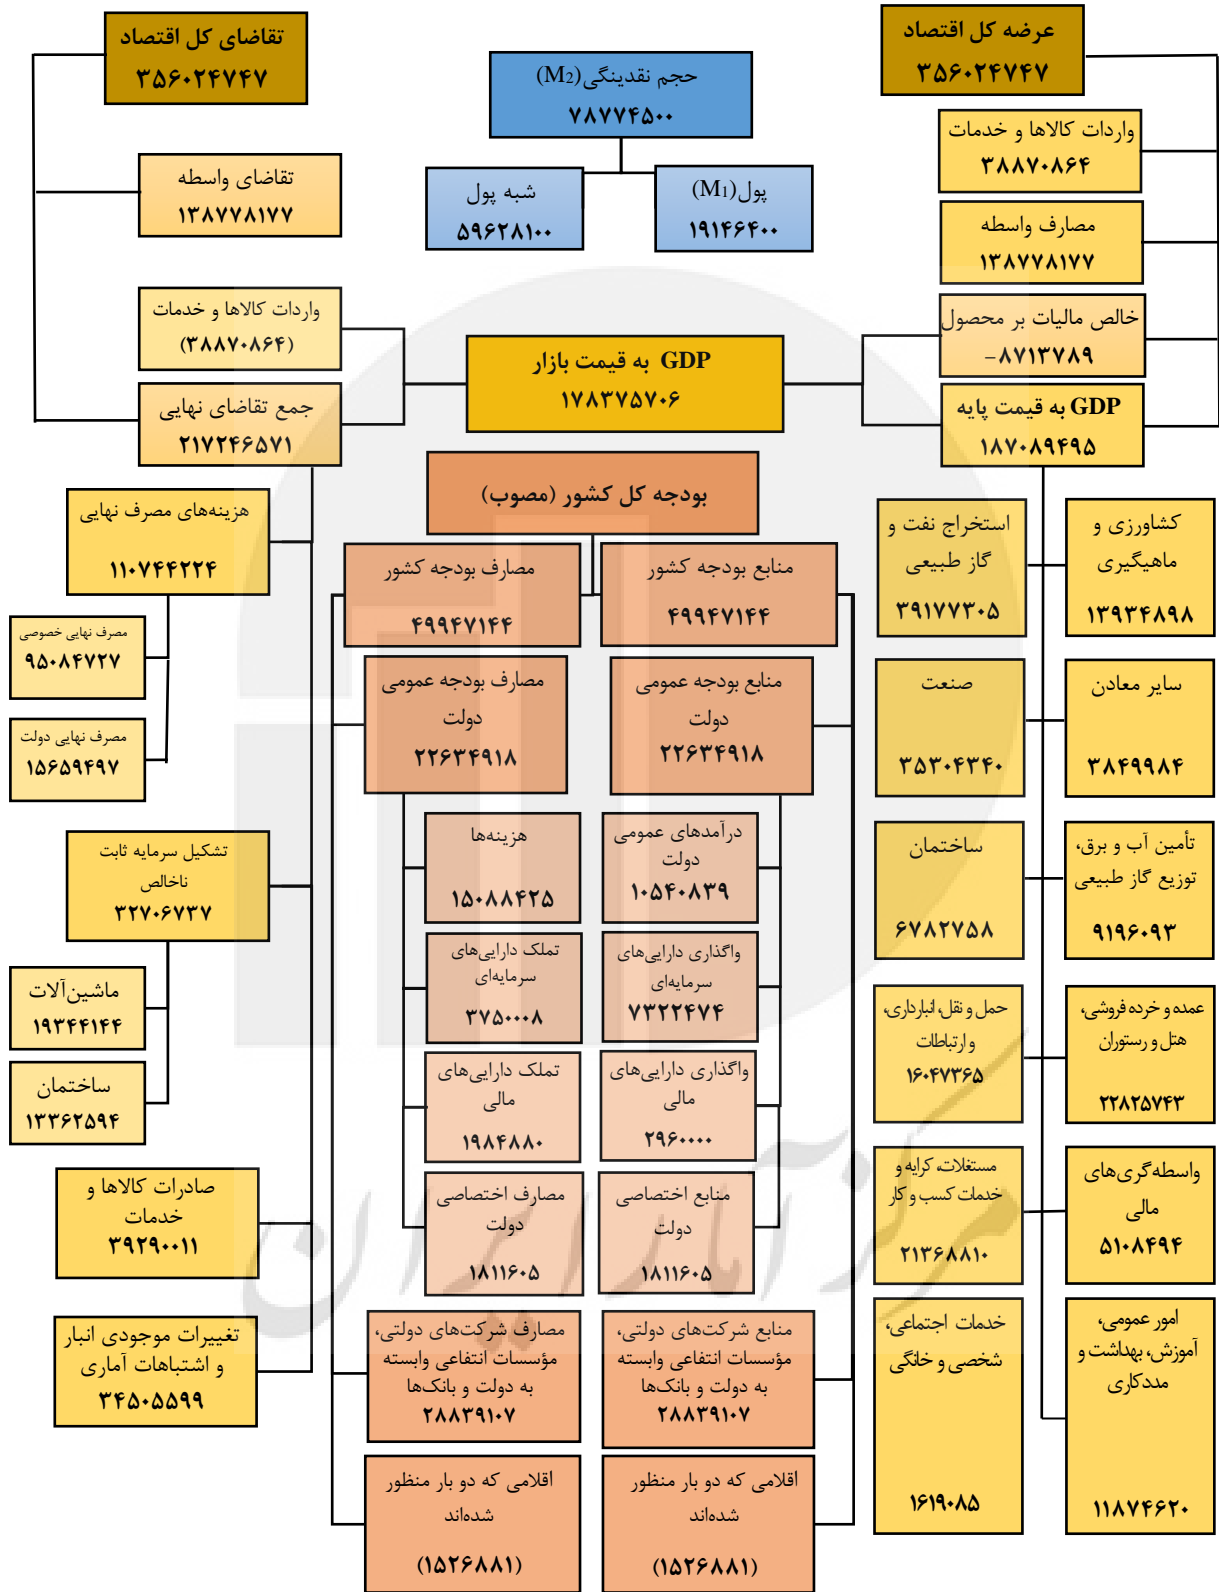 عرضه کل اقتصاد
۳۵۶۰۲۴۷۴۷
واردات کالاها و خدمات
۳۸۸۷۰۸۶۴
مصارف واسطه
۱۳۸۷۷۸۱۷۷
خالص مالیات بر محصول
-۸۷۱۳۷۸۹
GDP به قیمت پایه
۱۸۷۰۸۹۴۹۵
حجم نقدینگی(M2)
۷۸۷۷۴۵۰۰
پول(M1)
۱۹۱۴۶۴۰۰
شبه پول
۵۹۶۲۸۱۰۰
تقاضای کل اقتصاد
۳۵۶۰۲۴۷۴۷
تقاضای واسطه
۱۳۸۷۷۸۱۷۷
واردات کالاها و خدمات
(۳۸۸۷۰۸۶۴)
جمع تقاضای نهایی
۲۱۷۲۴۶۵۷۱
GDP به قیمت بازار
۱۷۸۳۷۵۷۰۶
کشاورزی و
ماهیگیری
۱۳۹۳۴۸۹۸
استخراج نفت و
گاز طبیعی
۳۹۱۷۷۳۰۵
سایر معادن
۳۸۴۹۹۸۴
صنعت
۳۵۳۰۴۳۴۰
تأمین آب و برق،
توزیع گاز طبیعی
۹۱۹۶۰۹۳
ساختمان
۶۷۸۲۷۵۸
عمده و خرده فروشی،
هتل و رستوران
۲۲۸۲۵۷۴۳
حمل و نقل، انبارداری،
و ارتباطات
۱۶۰۴۷۳۶۵
واسطه‌گری‌های
مالی
۵۱۰۸۴۹۴
مستغلات، کرایه و
خدمات کسب و کار
۲۱۳۶۸۸۱۰
امور عمومی،
آموزش، بهداشت و
مددکاری
۱۱۸۷۴۶۲۰
خدمات اجتماعی،
شخصی و خانگی
۱۶۱۹۰۸۵
بودجه کل کشور (مصوب)
منابع بودجه کشور
۴۹۹۴۷۱۴۴
مصارف بودجه کشور
۴۹۹۴۷۱۴۴
منابع بودجه عمومی
دولت
۲۲۶۳۴۹۱۸
مصارف بودجه عمومی
دولت
۲۲۶۳۴۹۱۸
درآمدهای عمومی
دولت
۱۰۵۴۰۸۳۹
هزینه‌ها
۱۵۰۸۸۴۲۵
واگذاری دارایی‌های
سرمایه‌ای
۷۳۲۲۴۷۴
تملک دارایی‌های
سرمایه‌ای
۳۷۵۰۰۰۸
واگذاری دارایی‌های
مالی
۲۹۶۰۰۰۰
تملک دارایی‌های
مالی
۱۹۸۴۸۸۰
منابع اختصاصی
دولت
۱۸۱۱۶۰۵
مصارف اختصاصی
دولت
۱۸۱۱۶۰۵
منابع شرکت‌های دولتی،
مؤسسات انتفاعی وابسته
به دولت و بانک‌ها
۲۸۸۳۹۱۰۷
مصارف شرکت‌های دولتی،
مؤسسات انتفاعی وابسته
به دولت و بانک‌ها
۲۸۸۳۹۱۰۷
اقلامی که دو بار منظور
شده‌اند
(۱۵۲۶۸۸۱)
اقلامی که دو بار منظور
شده‌اند
(۱۵۲۶۸۸۱)
هزینه‌های مصرف نهایی
۱۱۰۷۴۴۲۲۴
مصرف نهایی خصوصی
۹۵۰۸۴۷۲۷
مصرف نهایی دولت
۱۵۶۵۹۴۹۷
تشکیل سرمایه ثابت
ناخالص
۳۲۷۰۶۷۳۷
ماشین‌آلات
۱۹۳۴۴۱۴۴
ساختمان
۱۳۳۶۲۵۹۴
صادرات کالاها و
خدمات
۳۹۲۹۰۰۱۱
تغییرات موجودی انبار
و اشتباهات آماری
۳۴۵۰۵۵۹۹
مرکز آمار ایران